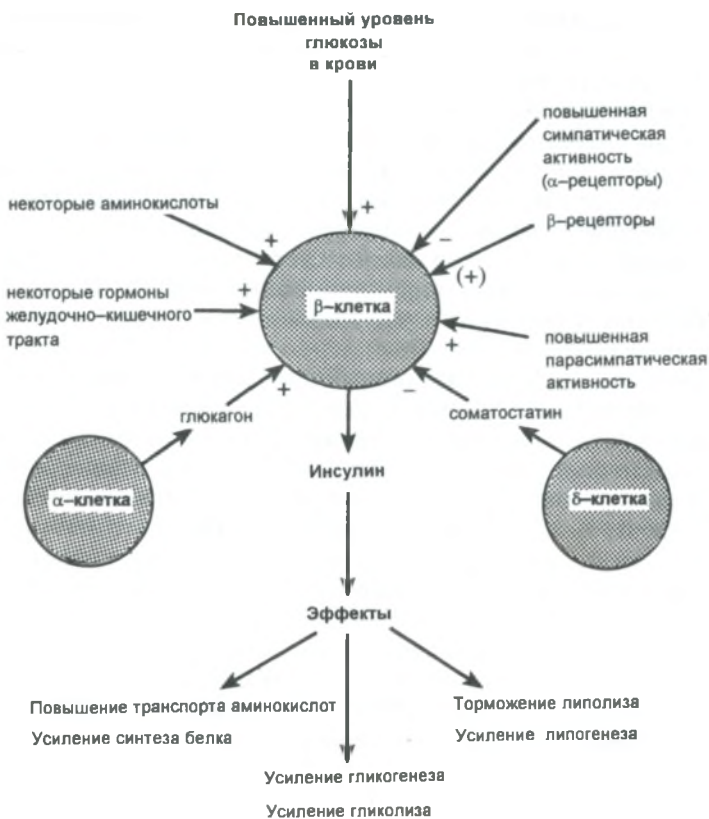 Повышенный уровень
глюкозы
в крови
повышенная
симпатическая
активность
(α–рецепторы)
некоторые аминокислоты
β–рецепторы
+
+
–
(+)
некоторые гормоны
желудочно–кишечного
тракта
+
β–клетка
+
повышенная
парасимпатическая
активность
+
–
глюкагон
соматостатин
Инсулин
α–клетка
δ–клетка
Эффекты
Повышение транспорта аминокислот
Усиление синтеза белка
Торможение липолиза
Усиление липогенеза
Усиление гликогенеза
Усиление гликолиза